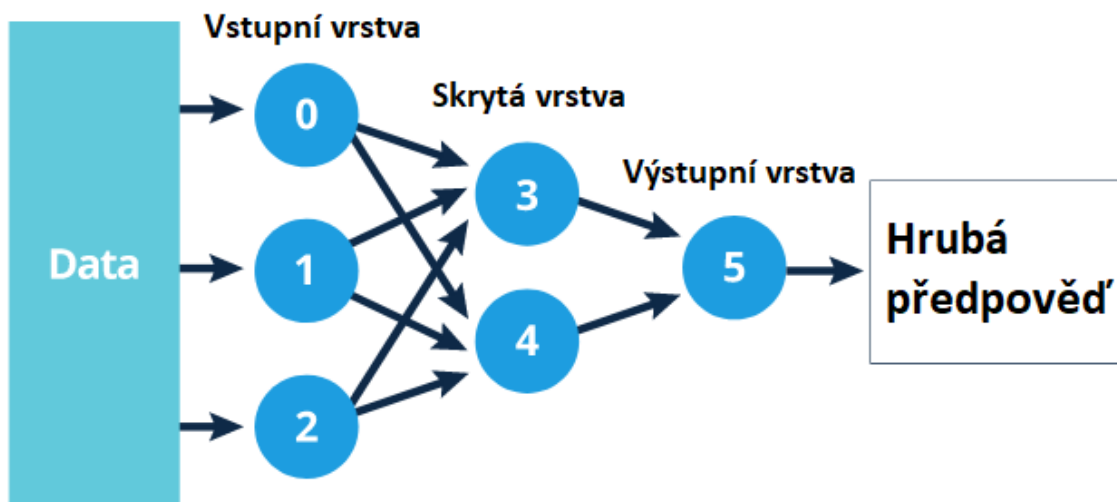 Vstupní vrstva
Skrytá vrstva
Výstupní vrstva
Data
0
1
2
3
4
5
Hrubá
předpověď